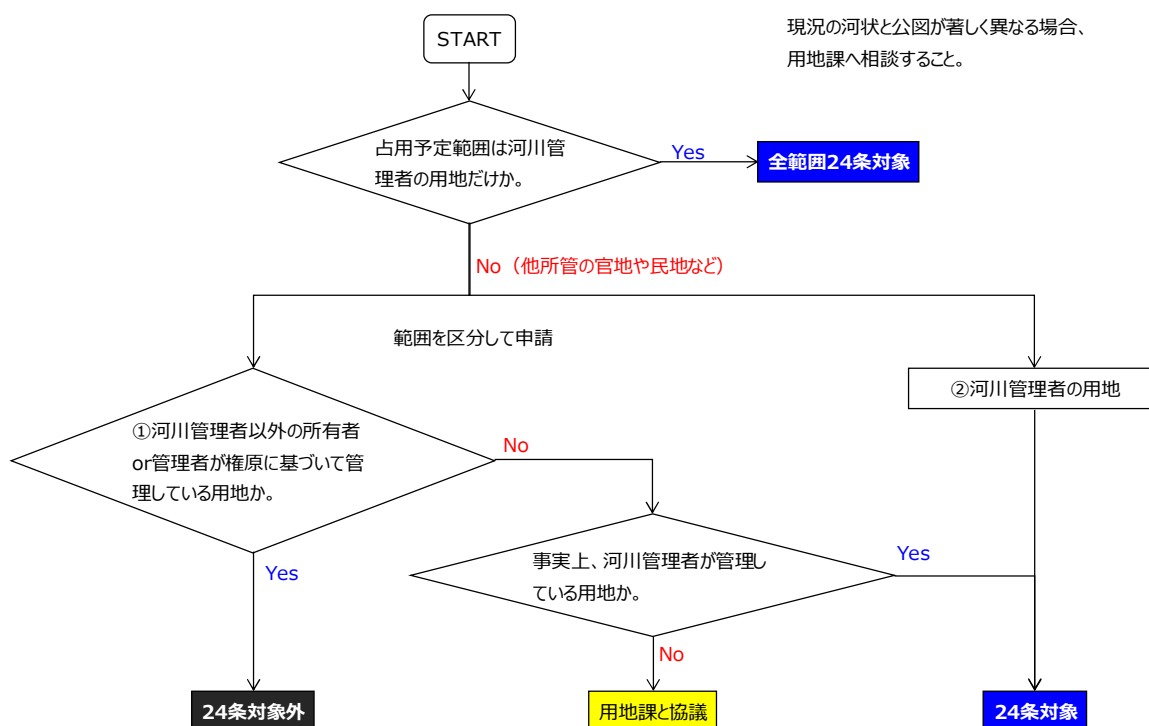 START
現況の河状と公図が著しく異なる場合、
用地課へ相談すること。
占用予定範囲は河川管
理者の用地だけか。
Yes
全範囲24条対象
No（他所管の官地や民地など）
範囲を区分して申請
②河川管理者の用地
①河川管理者以外の所有者
or管理者が権原に基づいて管
理している用地か。
No
事実上、河川管理者が管理し
ている用地か。
Yes
Yes
No
24条対象外
用地課と協議
24条対象